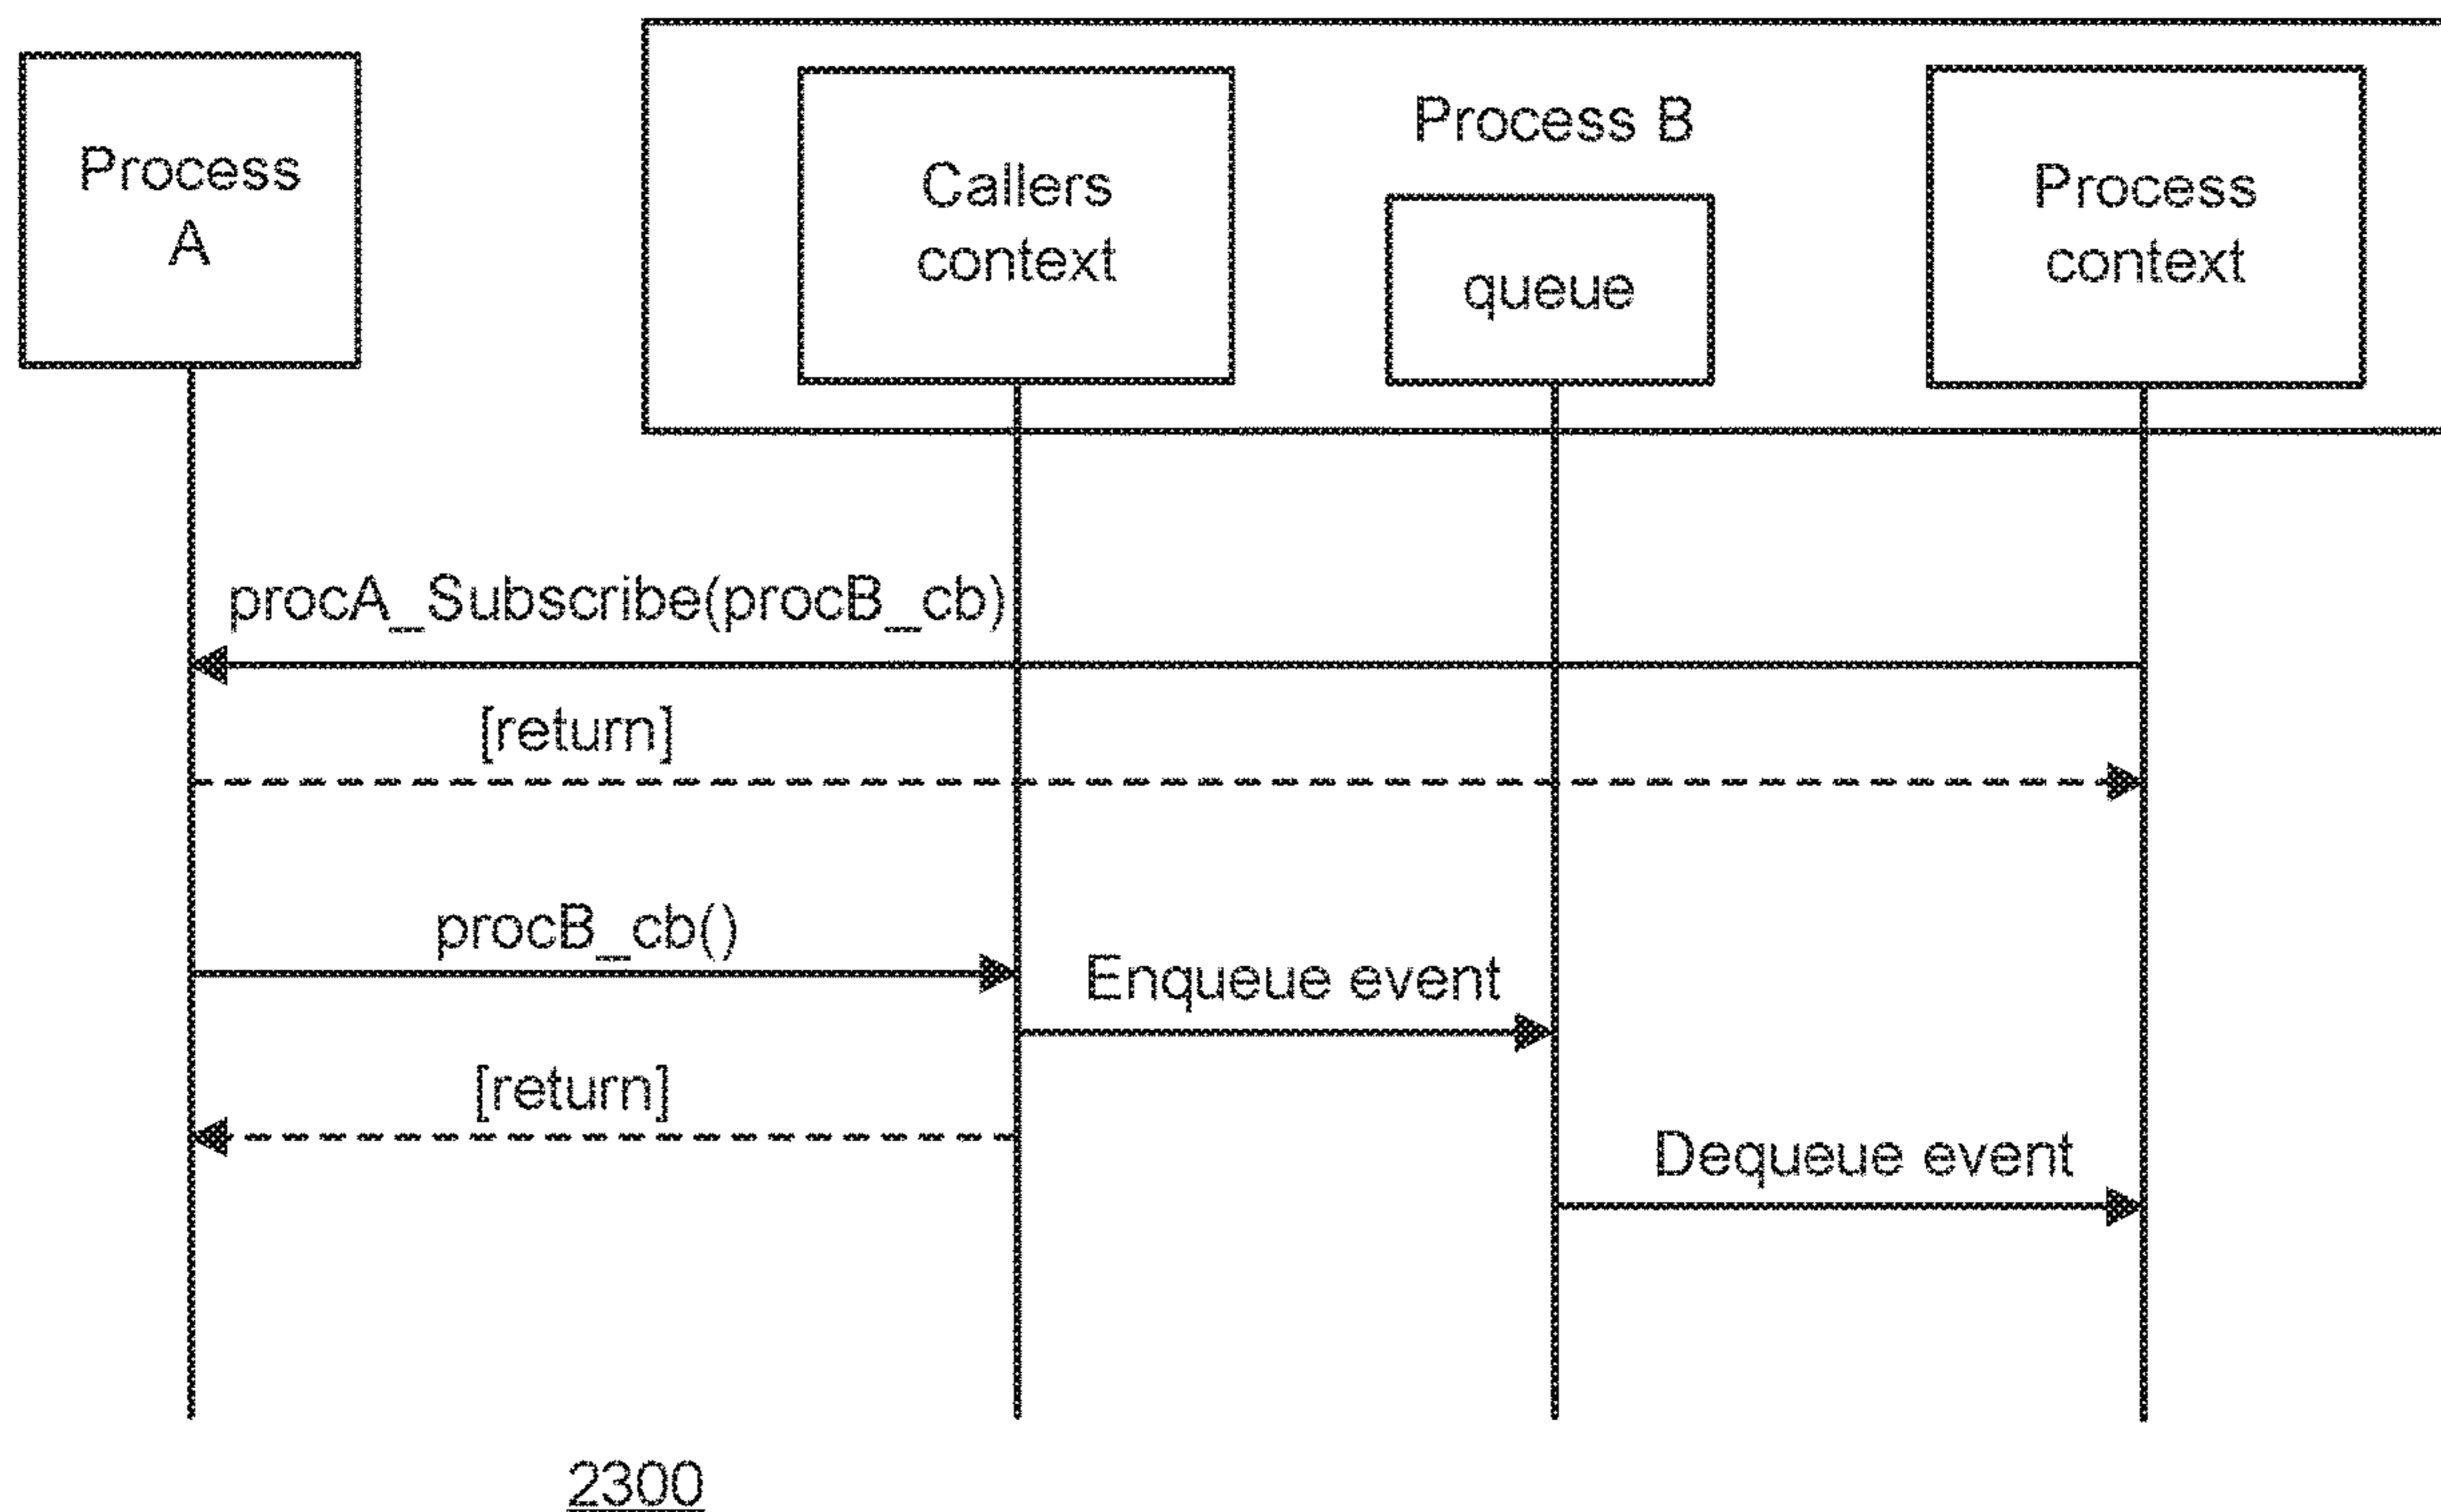 Process
A
Callers
context
Process B
queue
Process
context
procA_Subscribe(procB_cb)
[return]
procB_cb()
Enqueue event
[return]
Dequeue event
2300